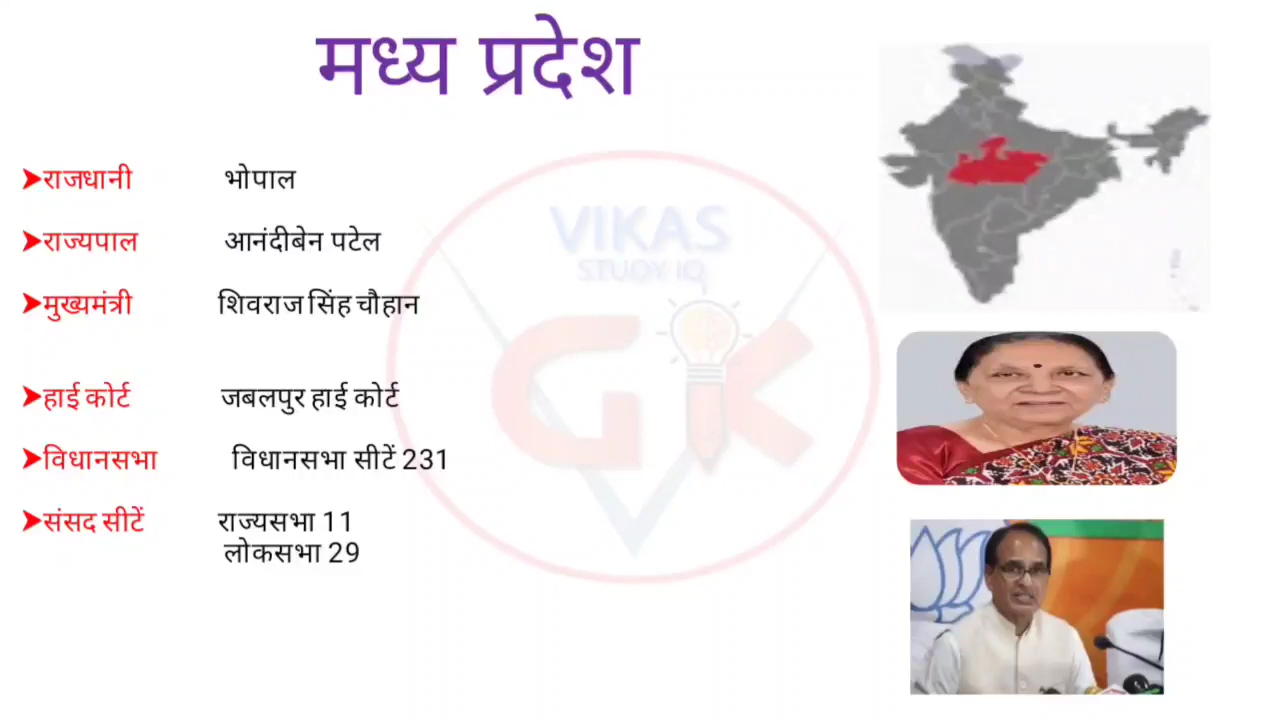 मध्य प्रदेश
➤राजधानी भोपाल
➤राज्यपाल आनंदीबेन पटेल
➤मुख्यमंत्री शिवराज सिंह चौहान
➤हाई कोर्ट जबलपुर हाई कोर्ट
➤विधानसभा विधानसभा सीटें 231
➤संसद सीटें राज्यसभा 11
लोकसभा 29
VIKAS
STUDY IQ
GK